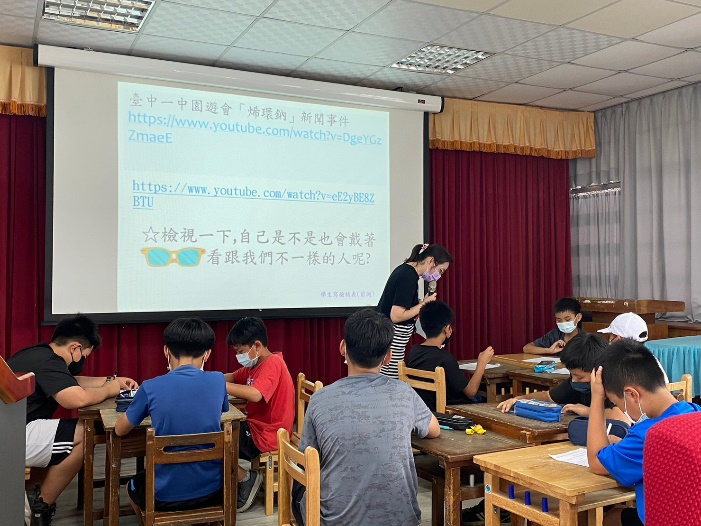 臺中一中園遊會「烯環鈉」新聞事件
https://www.youtube.com/watch?v=DgeYGz
ZmaeE
https://www.youtube.com/watch?v=cE2yBE8Z
BTU
☆檢視一下,自己是不是也會戴著
看跟我們不一樣的人呢?